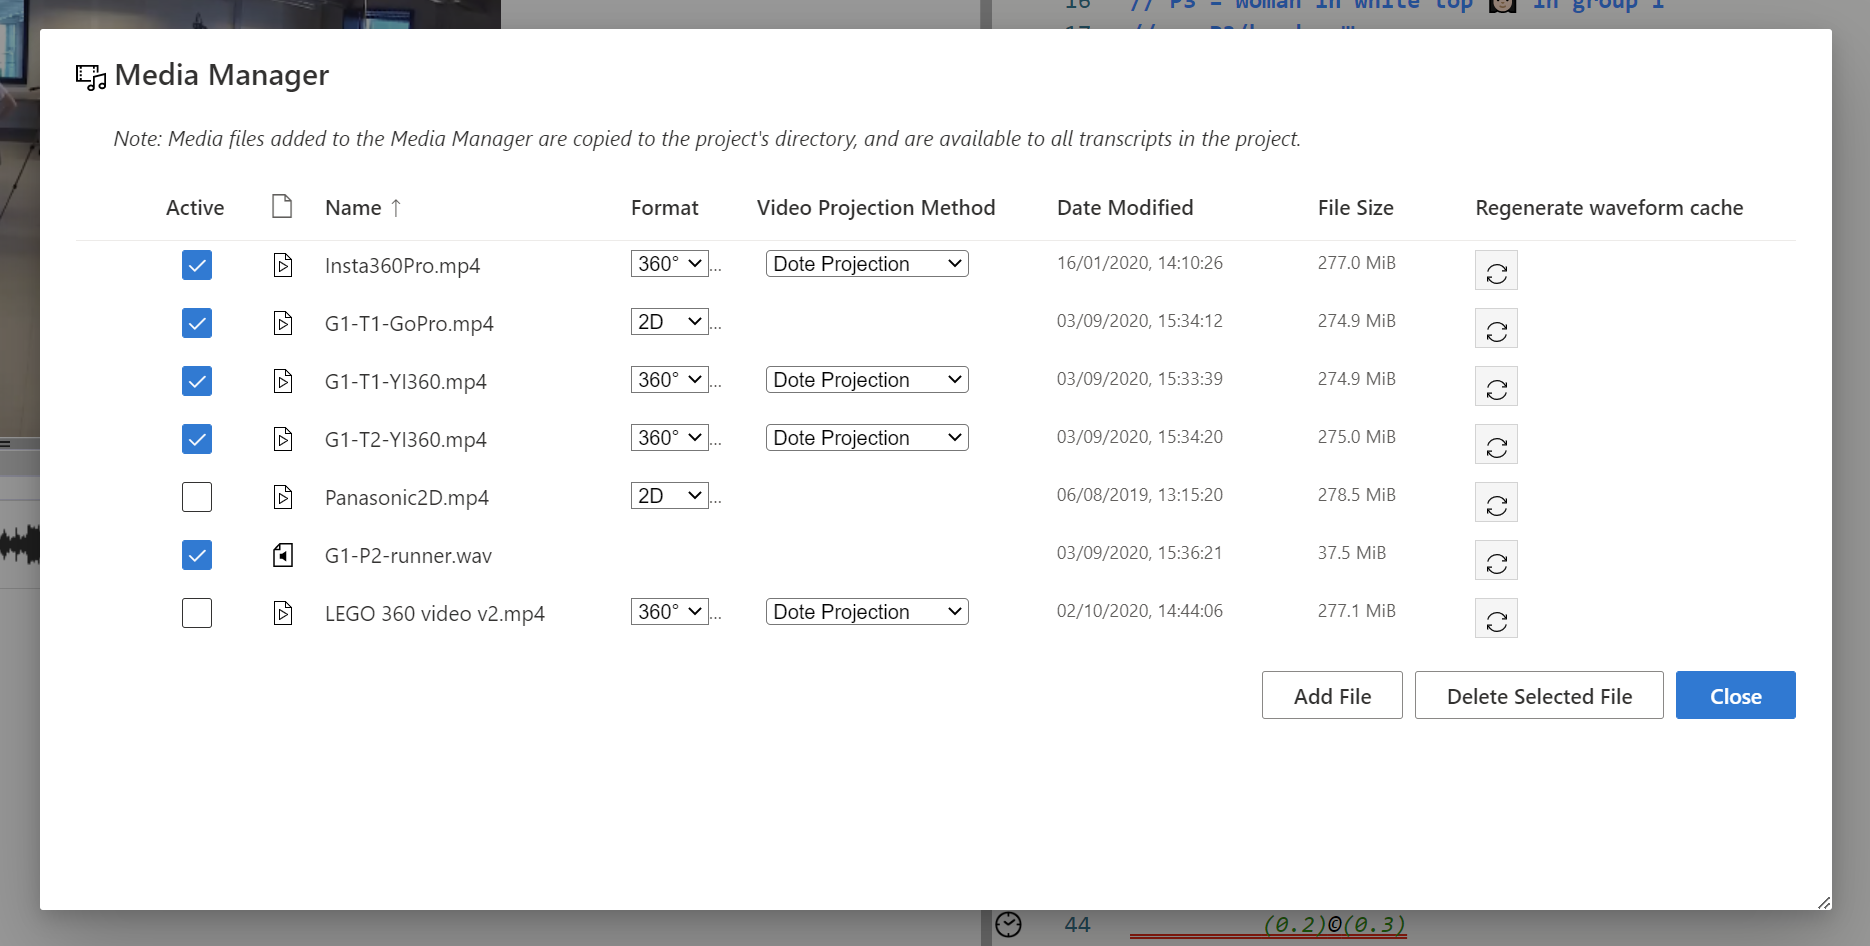 16 // P3 = woman in white top 👩🏻 in group 1
17 //
Media Manager
Note: Media files added to the Media Manager are copied to the project's directory, and are available to all transcripts in the project.
Active Name ↑ Format Video Projection Method Date Modified File Size Regenerate waveform cache
Insta360Pro.mp4 360° ... Dote Projection 16/01/2020, 14:10:26 277.0 MiB
G1-T1-GoPro.mp4 2D ... 03/09/2020, 15:34:12 274.9 MiB
G1-T1-YI360.mp4 360° ... Dote Projection 03/09/2020, 15:33:39 274.9 MiB
G1-T2-YI360.mp4 360° ... Dote Projection 03/09/2020, 15:34:20 275.0 MiB
Panasonic2D.mp4 2D ... 06/08/2019, 13:15:20 278.5 MiB
G1-P2-runner.wav 03/09/2020, 15:36:21 37.5 MiB
LEGO 360 video v2.mp4 360° ... Dote Projection 02/10/2020, 14:44:06 277.1 MiB
Add File Delete Selected File Close
44 (0.2)©(0.3)